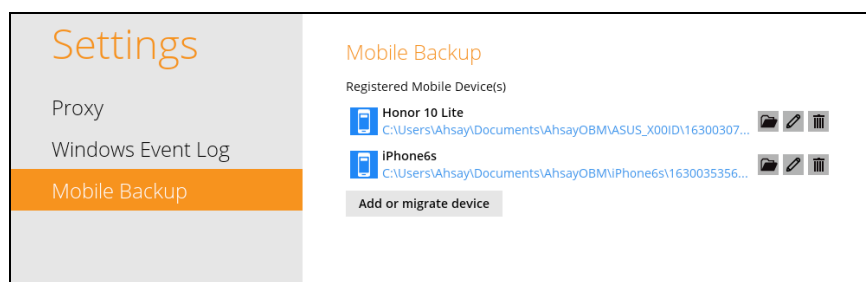 Settings
Proxy
Windows Event Log
Mobile Backup
Mobile Backup
Registered Mobile Device(s)
Honor 10 Lite
C:\Users\Ahsay\Documents\AhsayOBM\ASUS_X00ID\16300307...
iPhone6s
C:\Users\Ahsay\Documents\AhsayOBM\iPhone6s\1630035356...
Add or migrate device